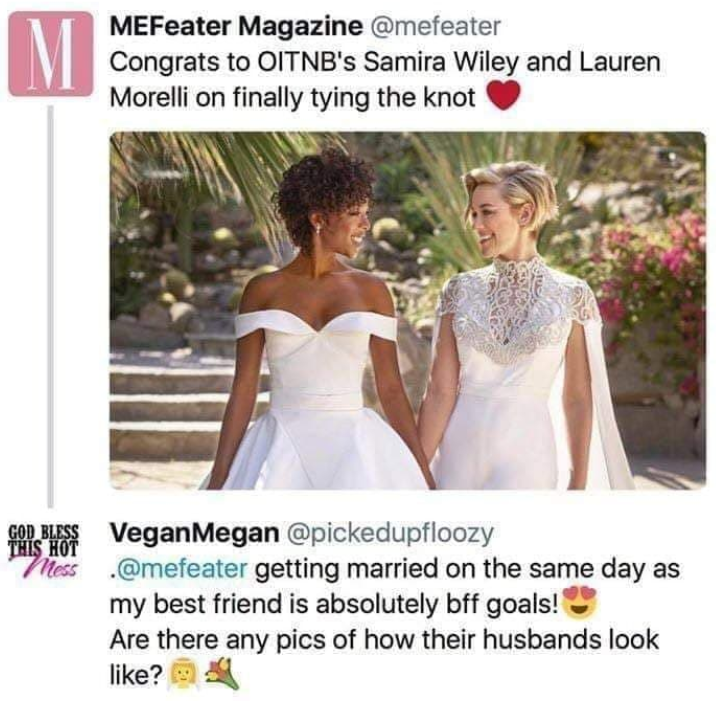 M
MEFeater Magazine @mefeater
Congrats to OITNB's Samira Wiley and Lauren
Morelli on finally tying the knot ❤️
GOD BLESS
THIS HOT
Mess
VeganMegan @pickedupfloozy
.@mefeater getting married on the same day as
my best friend is absolutely bff goals!😍
Are there any pics of how their husbands look
like?👰💐